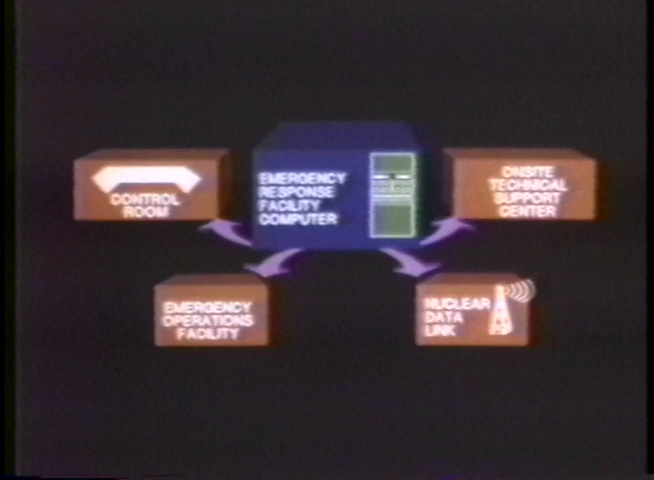 EMERGENCY
RESPONSE
FACILITY
COMPUTER
CONTROL
ROOM
ONSITE
TECHNICAL
SUPPORT
CENTER
EMERGENCY
OPERATIONS
FACILITY
NUCLEAR
DATA
LINK